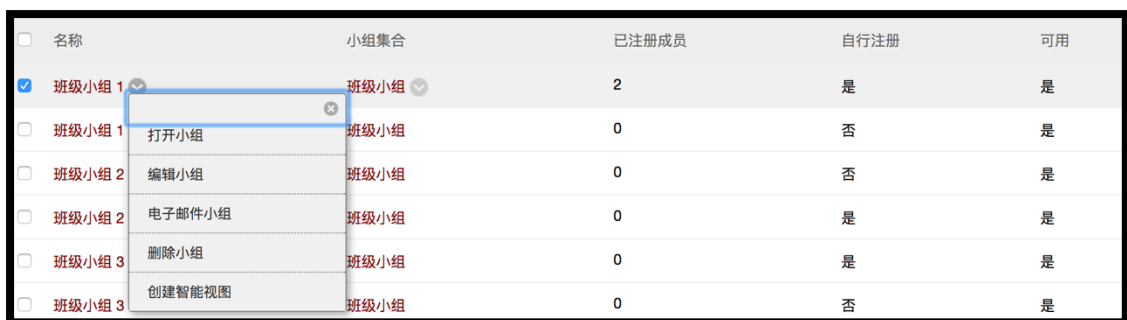 名称 小组集合 已注册成员 自行注册 可用
班级小组 1 班级小组 2 是 是
班级小组 1 班级小组 0 否 是
打开小组
班级小组 2 班级小组 0 否 是
编辑小组
班级小组 2 班级小组 0 是 是
电子邮件小组
班级小组 3 班级小组 0 是 是
删除小组
班级小组 3 班级小组 0 否 是
创建智能视图